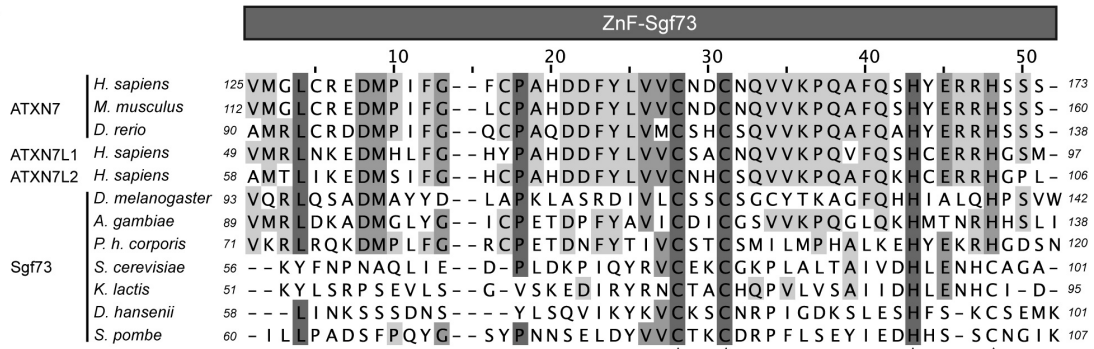 ZnF-Sgf73
10 20 30 40 50
H. sapiens 125 VMGLCREDMPIFG--FCPAHDDFYLVVCNDCNQVVKPQAFQSHYERRHSSS- 173
ATXN7 M. musculus 112 VMGLCREDMPIFG--LCPAHDDFYLVVCNDCNQVVKPQAFQSHYERRHSSS- 160
D. rerio 90 AMRLCRDDMPIFG--QCPAQDDFYLVMCSHCSQVVKPQAFQAHYERRHSSS- 138
ATXN7L1 H. sapiens 49 VMRLNKEDMHLFG--HYPAHDDFYLVVCSACNQVVKPQVFQSHCERRHGSM- 97
ATXN7L2 H. sapiens 58 AMTLIKEDMSIFG--HCPAHDDFYLVVCNHCSQVVKPQAFQKHCERRHGPL- 106
D. melanogaster 93 VQRLQSADMAYYD--LAPKLASRDIVLCSSCSGCYTKAGFQHHIALQHPSVW 142
A. gambiae 89 VMRLDKADMGLYG--ICPETDPFYAVICDICGSVVKPQGLQKHMTNRHHSLI 138
P. h. corporis 71 VKRLRQKDMPLFG--RCPETDNFYTIVCSTCSMILMPHALKEHYEKRHGDSN 120
Sgf73 S. cerevisiae 56 --KYFNPNAQLIE--D-PLDKPIQYRVCEKCGKPLALTAIVDHLENHCAGA- 101
K. lactis 51 --KYLSRPSEVLS--G-VSKEDIRYRNCTACHQPVLVSAIIDHLENHCI-D- 95
D. hansenii 58 ---LINKSSSDNS----YLSQVIKYKVCSKCNRPIGDKSLESHFS-KCSEMK 101
S. pombe 60 -ILPADSFPQYG--SYPNNSELDYVVCTKCDRPFLSEYIEDHHS-SCNGIK 107